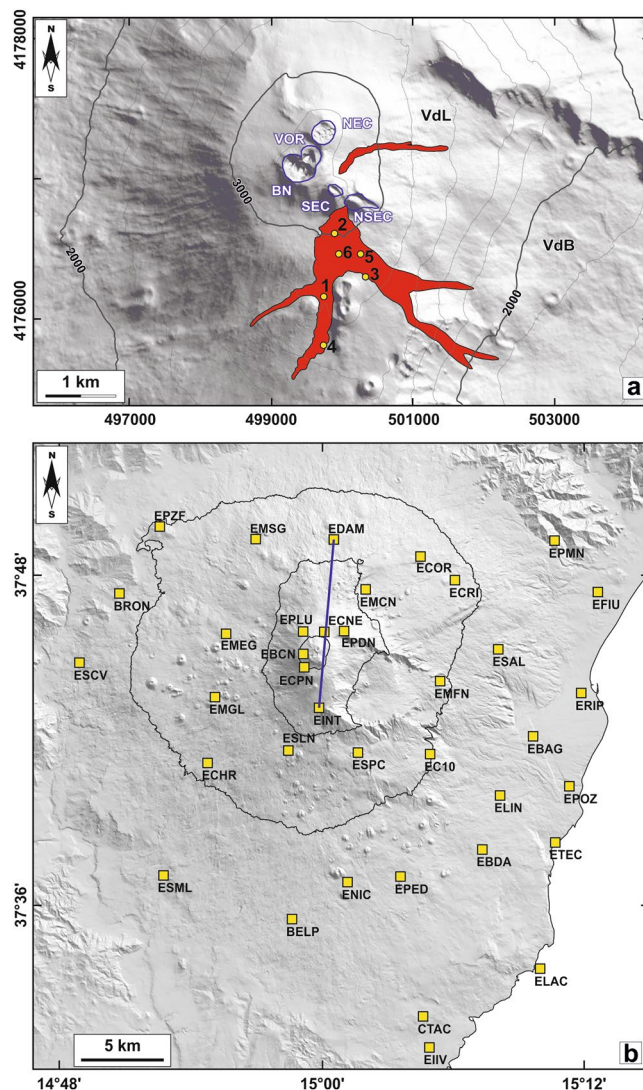 4178000
N
S
VdL
NEC
VOR
BN
3000
SEC
NSEC
VdB
2000
2
6
5
3
1
2000
4176000
4
1 km
a
497000
499000
501000
503000
N
S
EPZF
EMSG
EDAM
EPMN
ECOR
37°48'
ECRI
EMCN
BRON
EFIU
EPLU
ECNE
EMEG
EPDN
EBCN
ESAL
ESCV
ECPN
EMFN
EMGL
ERIP
EINT
EBAG
ESLN
ESPC
EC10
ECHR
EPOZ
ELIN
ETEC
EBDA
ESML
ENIC
EPED
37°36'
BELP
ELAC
CTAC
5 km
EIIV
b
14°48'
15°00'
15°12'